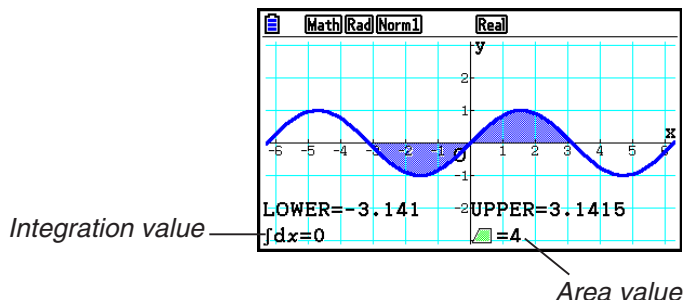 Math Rad Norm1 Real
y
2
1
x
-6 -5 -4 -3 -2 -1 O 1 2 3 4 5 6
-1
LOWER=-3.141 -2 UPPER=3.1415
Integration value ∫dx=0 =4
Area value